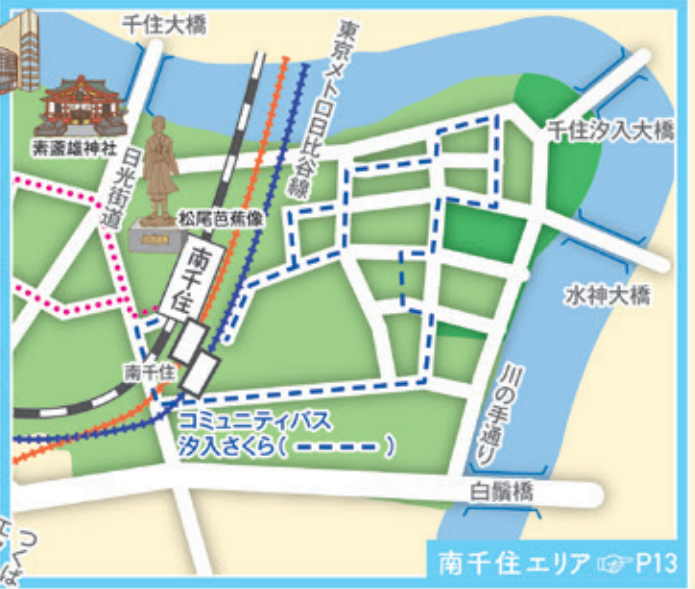 千住大橋
東京メトロ日比谷線
素盞雄神社
日光街道
千住汐入大橋
松尾芭蕉像
南千住
水神大橋
南千住
川の手通り
コミュニティバス
汐入さくら( )
白鬚橋
つくば
南千住エリア☞P13